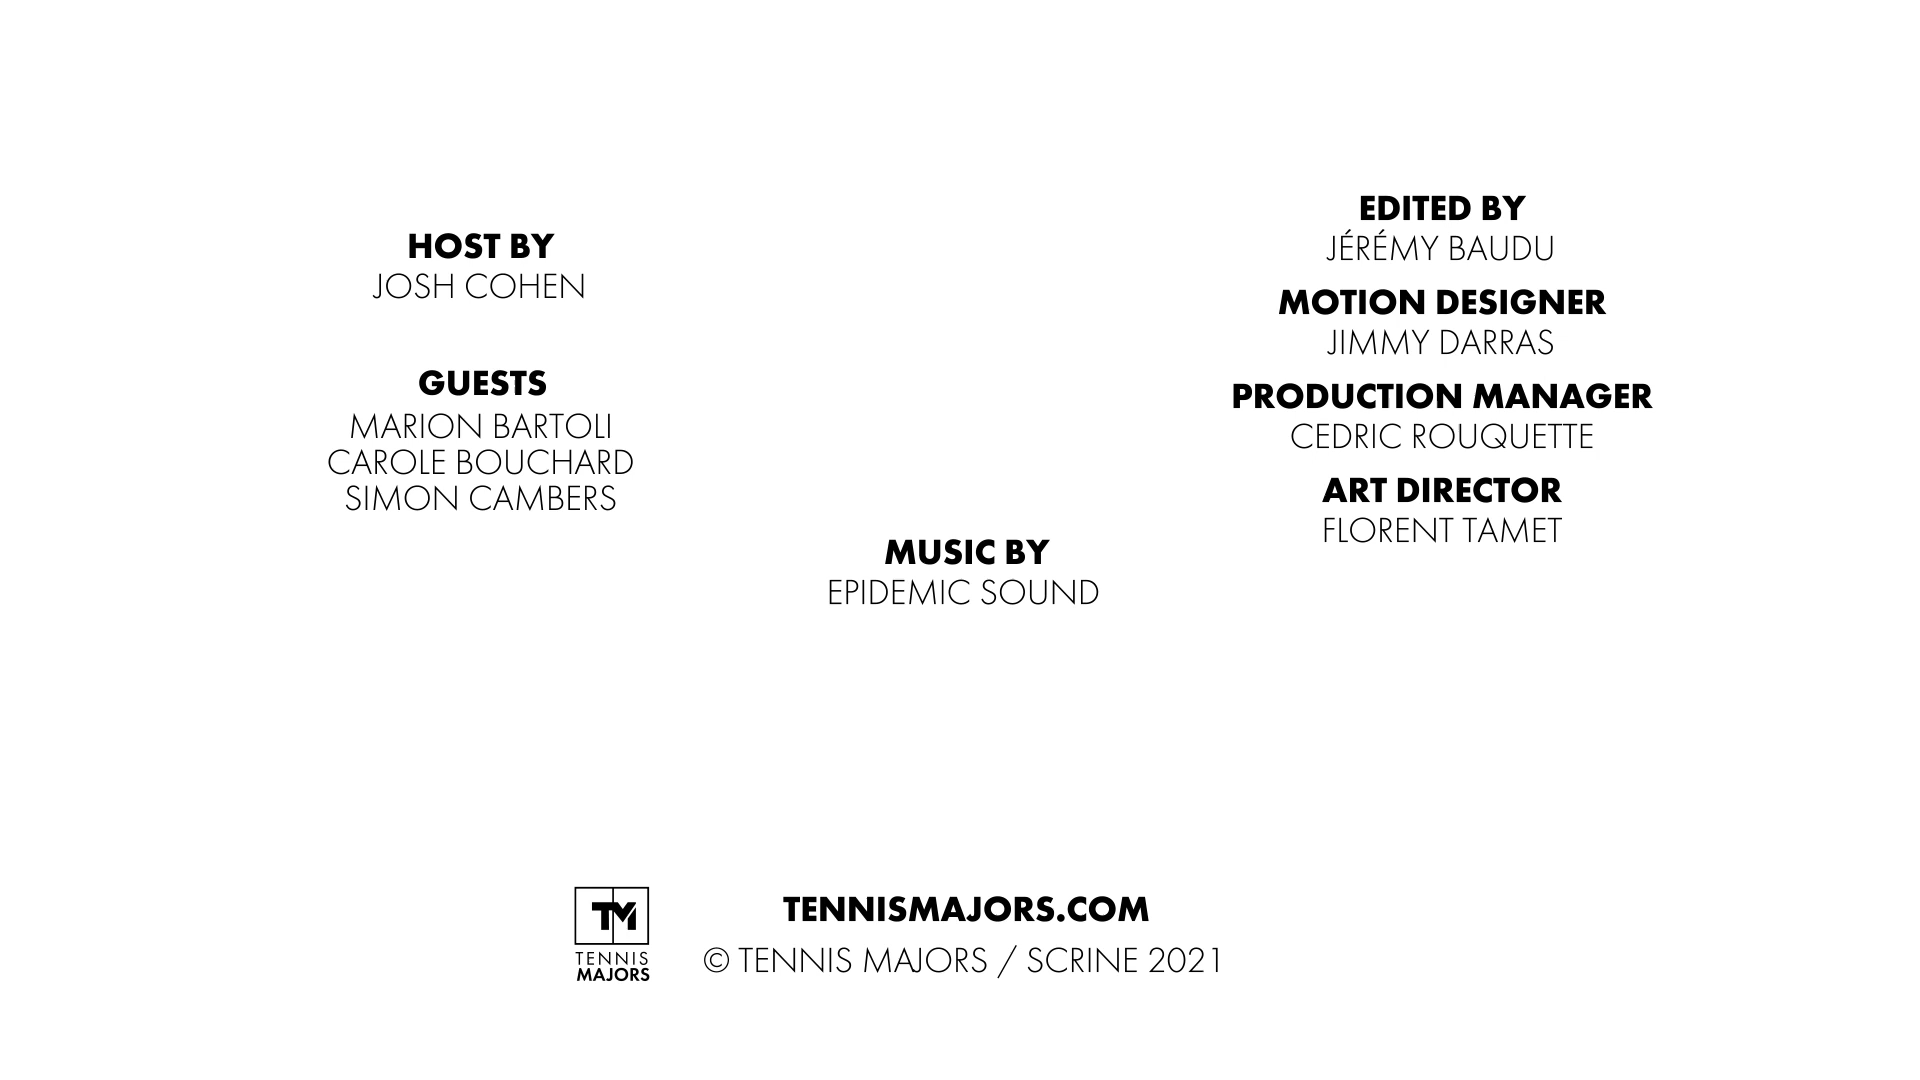 HOST BY
JOSH COHEN
GUESTS
MARION BARTOLI
CAROLE BOUCHARD
SIMON CAMBERS
MUSIC BY
EPIDEMIC SOUND
EDITED BY
JÉRÉMY BAUDU
MOTION DESIGNER
JIMMY DARRAS
PRODUCTION MANAGER
CEDRIC ROUQUETTE
ART DIRECTOR
FLORENT TAMET
TM
TENNIS
MAJORS
TENNISMAJORS.COM
© TENNIS MAJORS / SCRINE 2021